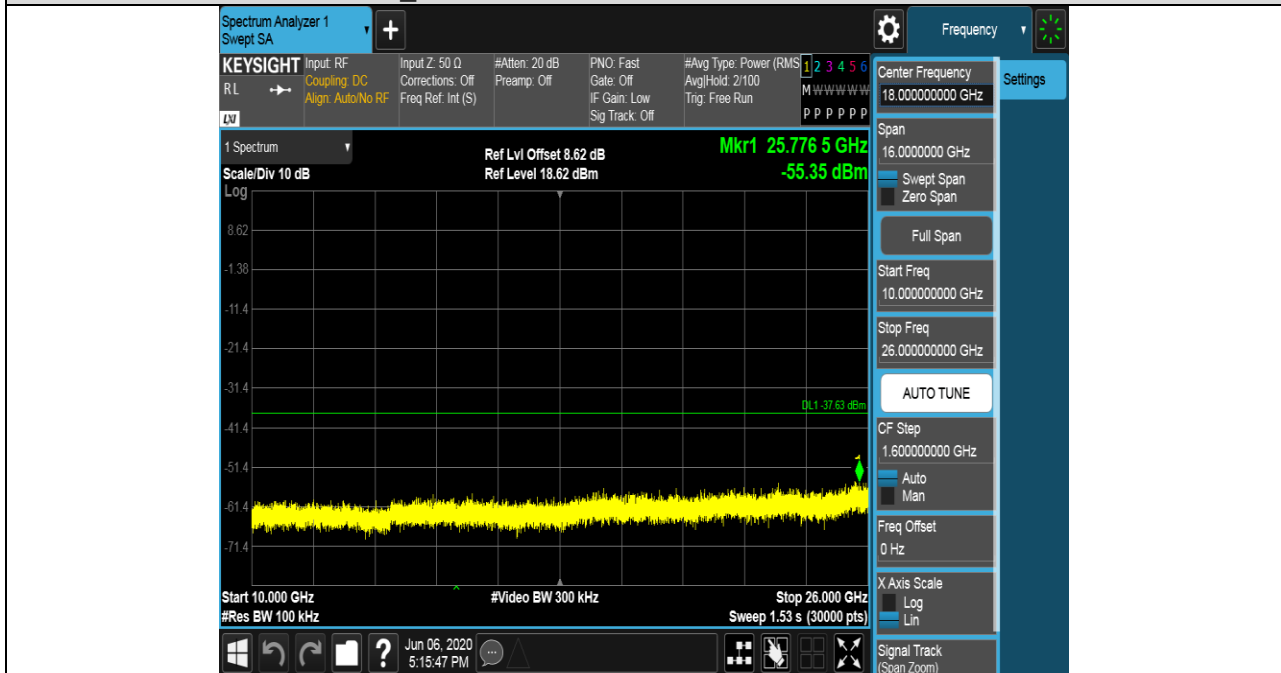 Spectrum Analyzer 1
Swept SA
+
Frequency
KEYSIGHT
RL
LXI
Input: RF
Coupling: DC
Align: Auto/No RF
Input Z: 50 Ω
Corrections: Off
Freq Ref: Int (S)
#Atten: 20 dB
Preamp: Off
PNO: Fast
Gate: Off
IF Gain: Low
Sig Track: Off
#Avg Type: Power (RMS
Avg|Hold: 2/100
Trig: Free Run
1 2 3 4 5 6
M W W W W W
P P P P P P
1 Spectrum
Scale/Div 10 dB
Log
Ref Lvl Offset 8.62 dB
Ref Level 18.62 dBm
Mkr1 25.776 5 GHz
-55.35 dBm
8.62
-1.38
-11.4
-21.4
-31.4
DL1 -37.63 dBm
-41.4
-51.4
1
-61.4
-71.4
Start 10.000 GHz
#Res BW 100 kHz
#Video BW 300 kHz
Stop 26.000 GHz
Sweep 1.53 s (30000 pts)
?
Jun 06, 2020
5:15:47 PM
Center Frequency
18.000000000 GHz
Span
16.0000000 GHz
Swept Span
Zero Span
Full Span
Start Freq
10.000000000 GHz
Stop Freq
26.000000000 GHz
AUTO TUNE
CF Step
1.600000000 GHz
Auto
Man
Freq Offset
0 Hz
X Axis Scale
Log
Lin
Signal Track
(Span Zoom)
Settings